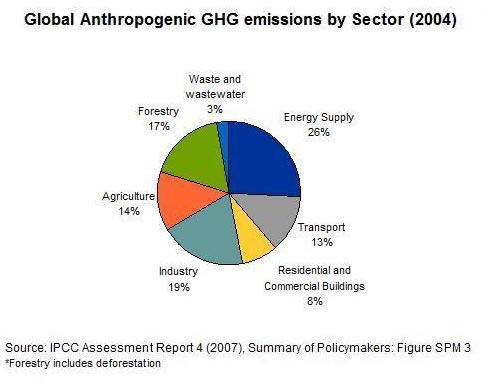 Global Anthropogenic GHG emissions by Sector (2004)
Waste and
wastewater
3%
Energy Supply
26%
Transport
13%
Residential and
Commercial Buildings
8%
Industry
19%
Agriculture
14%
Forestry
17%
Source: IPCC Assessment Report 4 (2007), Summary of Policymakers: Figure SPM 3
*Forestry includes deforestation